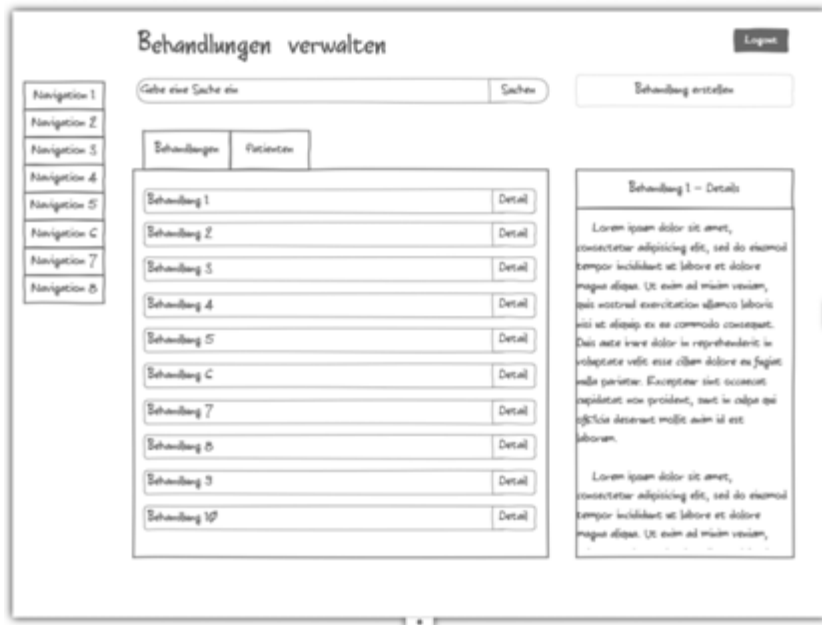 Behandlungen verwalten
Logout
Navigation 1
Navigation 2
Navigation 3
Navigation 4
Navigation 5
Navigation 6
Navigation 7
Navigation 8
Gebe eine Suche ein
Suchen
Behandlung erstellen
Behandlungen
Patienten
Behandlung 1
Detail
Behandlung 2
Detail
Behandlung 3
Detail
Behandlung 4
Detail
Behandlung 5
Detail
Behandlung 6
Detail
Behandlung 7
Detail
Behandlung 8
Detail
Behandlung 9
Detail
Behandlung 10
Detail
Behandlung 1 - Details
Lorem ipsum dolor sit amet,
consectetur adipisicing elit, sed do eiusmod
tempor incididunt ut labore et dolore
magna aliqua. Ut enim ad minim veniam,
quis nostrud exercitation ullamco laboris
nisi ut aliquip ex ea commodo consequat.
Duis aute irure dolor in reprehenderit in
voluptate velit esse cillum dolore eu fugiat
nulla pariatur. Excepteur sint occaecat
cupidatat non proident, sunt in culpa qui
officia deserunt mollit anim id est
laborum.
Lorem ipsum dolor sit amet,
consectetur adipisicing elit, sed do eiusmod
tempor incididunt ut labore et dolore
magna aliqua. Ut enim ad minim veniam,